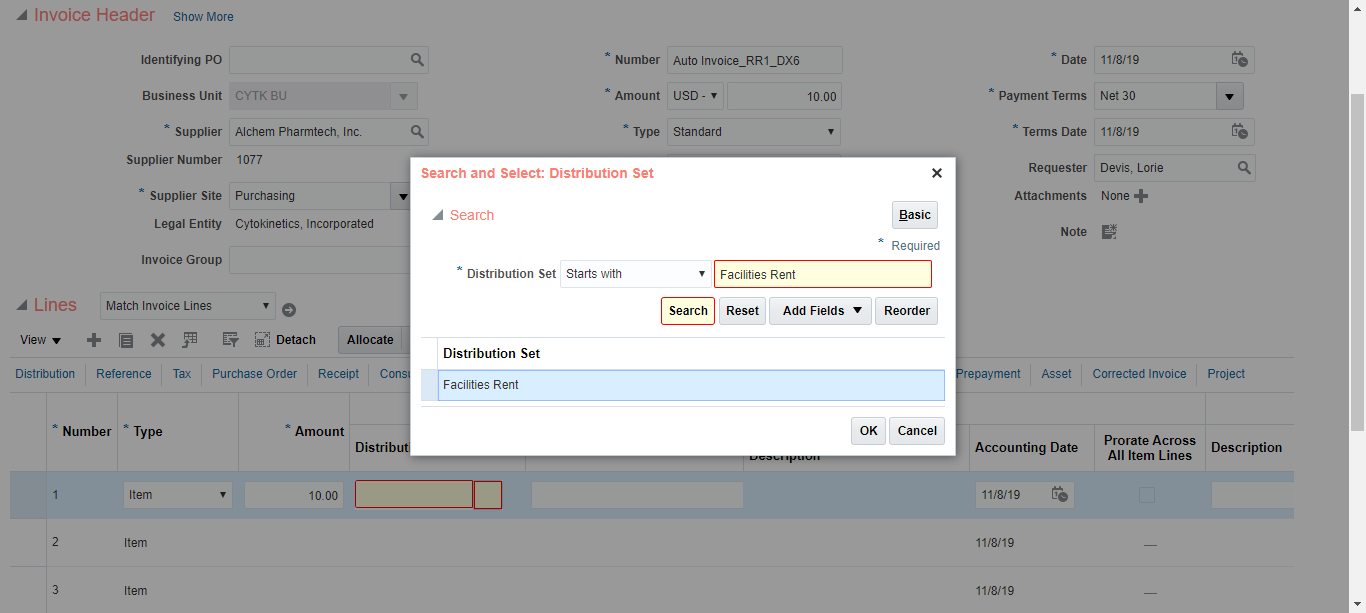 Invoice Header Show More
Identifying PO
* Number Auto Invoice_RR1_DX6
* Date 11/8/19
Business Unit CYTK BU
* Amount USD - 10.00
* Payment Terms Net 30
* Supplier Alchem Pharmtech, Inc.
* Type Standard
* Terms Date 11/8/19
Supplier Number 1077
Requester Devis, Lorie
* Supplier Site Purchasing
Attachments None
Legal Entity Cytokinetics, Incorporated
Note
Invoice Group
Search and Select: Distribution Set
Search
Basic
* Required
* Distribution Set Starts with Facilities Rent
Search Reset Add Fields Reorder
Distribution Set
Facilities Rent
OK Cancel
Lines Match Invoice Lines
View Detach Allocate
Distribution Reference Tax Purchase Order Receipt Consu Prepayment Asset Corrected Invoice Project
* Number * Type * Amount Distribut Description Accounting Date Prorate Across Description
All Item Lines
1 Item 10.00 11/8/19
2 Item 11/8/19 —
3 Item 11/8/19 —